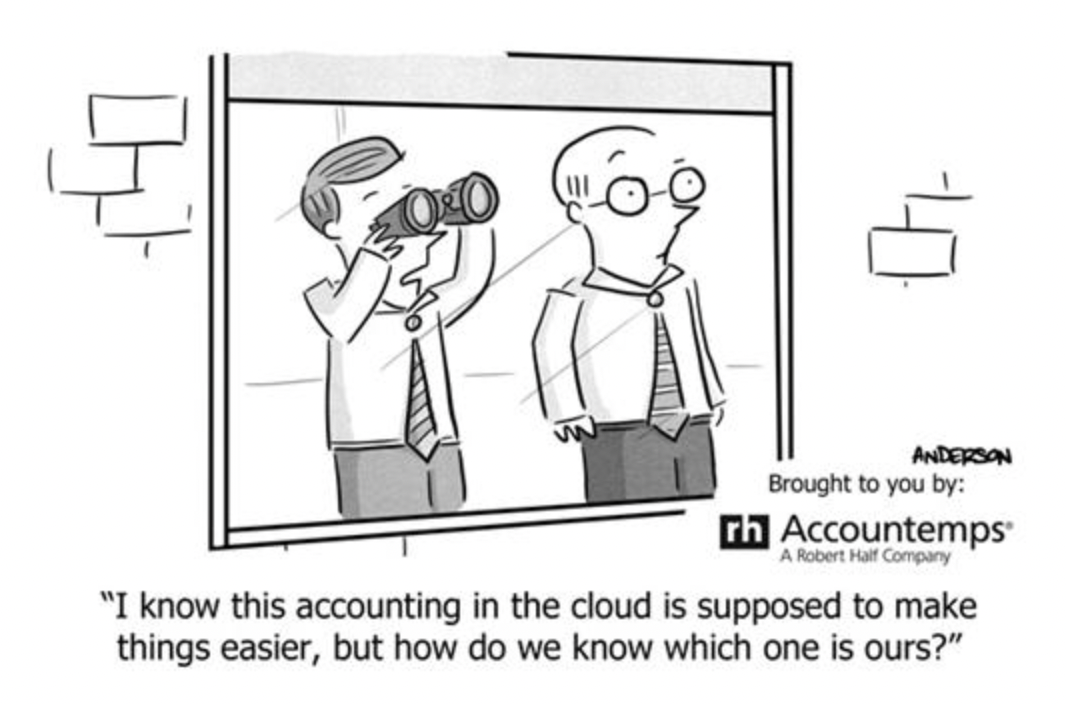 ANDERSON
Brought to you by:
rh Accountemps®
A Robert Half Company
“I know this accounting in the cloud is supposed to make
things easier, but how do we know which one is ours?”